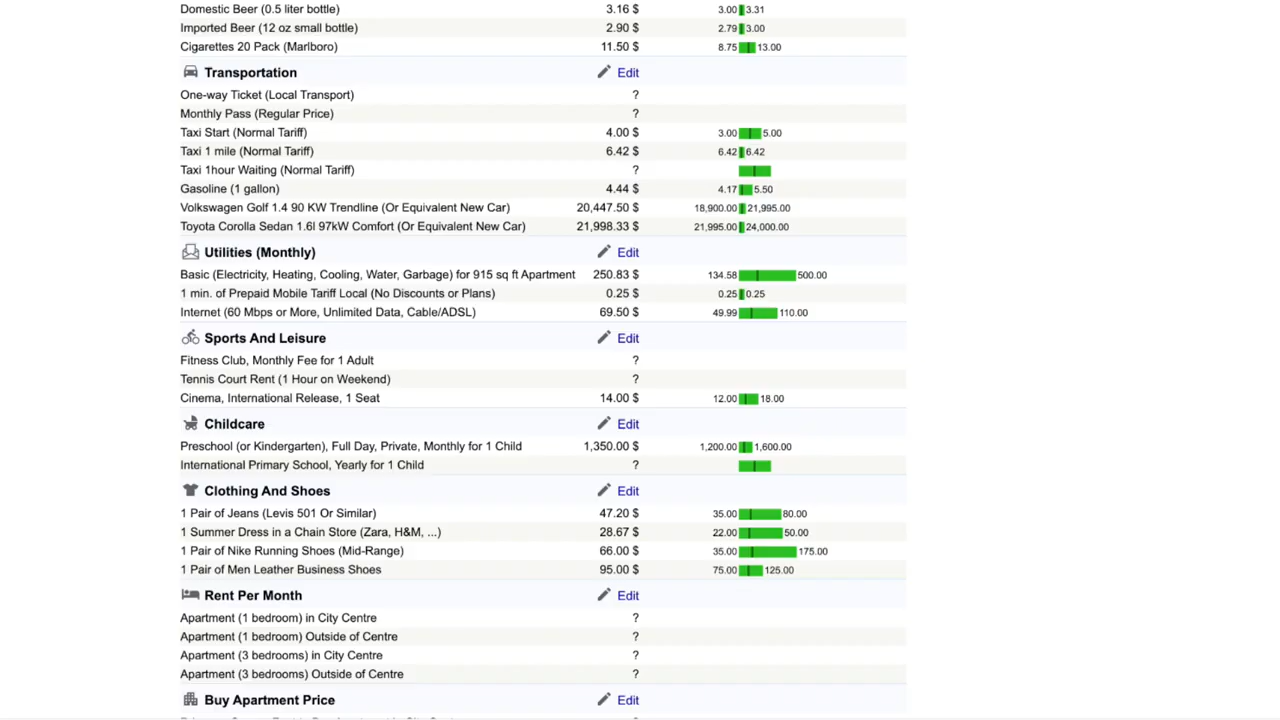 Domestic Beer (0.5 liter bottle) 3.16 $ 3.00 3.31
Imported Beer (12 oz small bottle) 2.90 $ 2.79 3.00
Cigarettes 20 Pack (Marlboro) 11.50 $ 8.75 13.00
Transportation Edit
One-way Ticket (Local Transport) ?
Monthly Pass (Regular Price) ?
Taxi Start (Normal Tariff) 4.00 $ 3.00 5.00
Taxi 1 mile (Normal Tariff) 6.42 $ 6.42 6.42
Taxi 1hour Waiting (Normal Tariff) ?
Gasoline (1 gallon) 4.44 $ 4.17 5.50
Volkswagen Golf 1.4 90 KW Trendline (Or Equivalent New Car) 20,447.50 $ 18,900.00 21,995.00
Toyota Corolla Sedan 1.6l 97kW Comfort (Or Equivalent New Car) 21,998.33 $ 21,995.00 24,000.00
Utilities (Monthly) Edit
Basic (Electricity, Heating, Cooling, Water, Garbage) for 915 sq ft Apartment 250.83 $ 134.58 500.00
1 min. of Prepaid Mobile Tariff Local (No Discounts or Plans) 0.25 $ 0.25 0.25
Internet (60 Mbps or More, Unlimited Data, Cable/ADSL) 69.50 $ 49.99 110.00
Sports And Leisure Edit
Fitness Club, Monthly Fee for 1 Adult ?
Tennis Court Rent (1 Hour on Weekend) ?
Cinema, International Release, 1 Seat 14.00 $ 12.00 18.00
Childcare Edit
Preschool (or Kindergarten), Full Day, Private, Monthly for 1 Child 1,350.00 $ 1,200.00 1,600.00
International Primary School, Yearly for 1 Child ?
Clothing And Shoes Edit
1 Pair of Jeans (Levis 501 Or Similar) 47.20 $ 35.00 80.00
1 Summer Dress in a Chain Store (Zara, H&M, ...) 28.67 $ 22.00 50.00
1 Pair of Nike Running Shoes (Mid-Range) 66.00 $ 35.00 175.00
1 Pair of Men Leather Business Shoes 95.00 $ 75.00 125.00
Rent Per Month Edit
Apartment (1 bedroom) in City Centre ?
Apartment (1 bedroom) Outside of Centre ?
Apartment (3 bedrooms) in City Centre ?
Apartment (3 bedrooms) Outside of Centre ?
Buy Apartment Price Edit